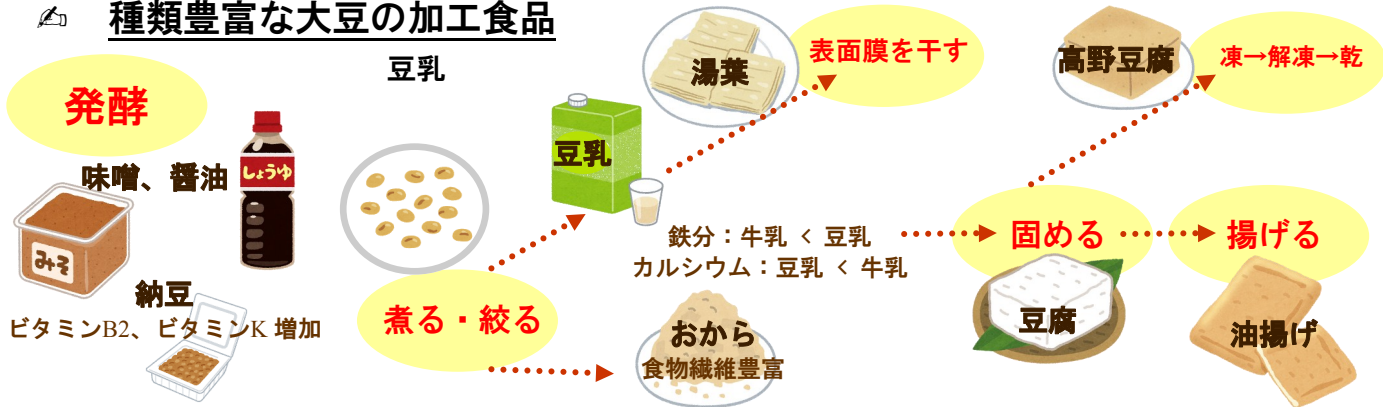 ✍ 種類豊富な大豆の加工食品
豆乳
発酵
味噌、醤油
しょうゆ
みそ
納豆
ビタミンB2、ビタミンK 増加
煮る・絞る
豆乳
湯葉
表面膜を干す
鉄分：牛乳 < 豆乳
カルシウム：豆乳 < 牛乳
おから
食物繊維豊富
高野豆腐
凍→解凍→乾
固める
豆腐
揚げる
油揚げ